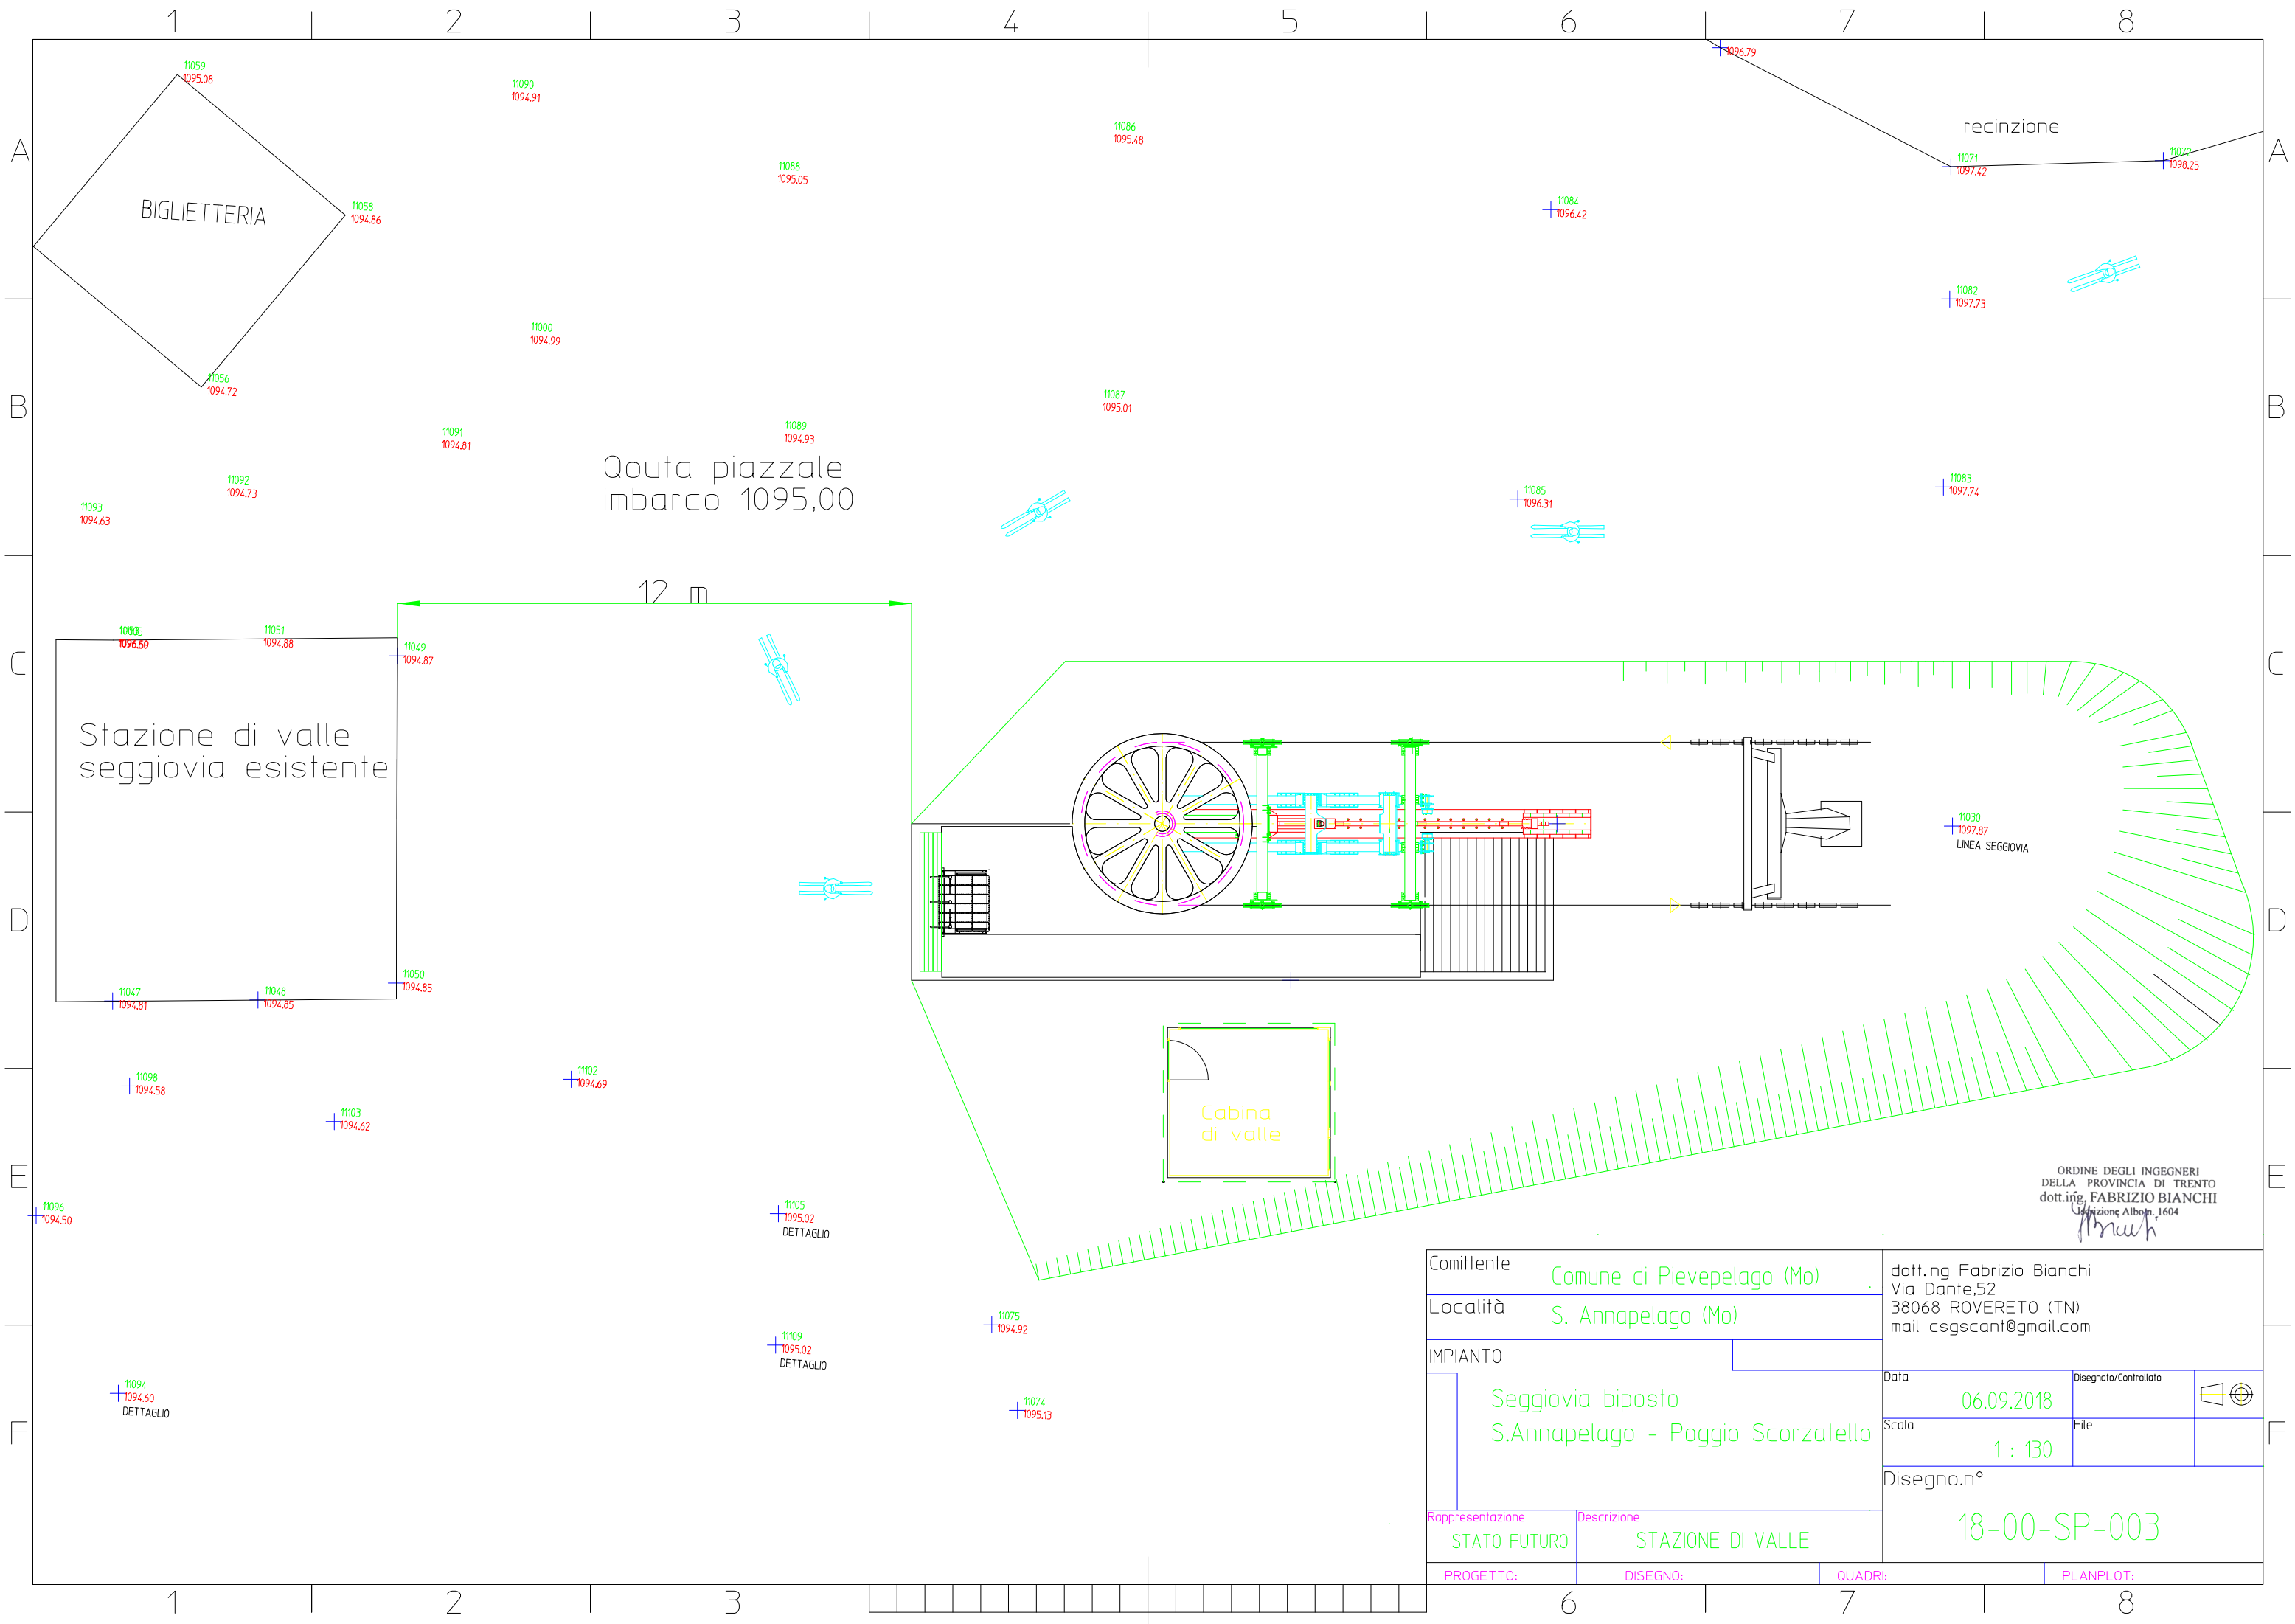 1 2 3 4 5 6 7 8
A A
B B
C C
D D
E E
F F
1 2 3 6 7 8
11059
1095.08
11090
1094.91
11086
1095.48
11088
1095.05
1096.79
recinzione
11071
1097.42
11072
1098.25
BIGLIETTERIA
11058
1094.86
11084
1096.42
11082
1097.73
11000
1094.99
11056
1094.72
11087
1095.01
11091
1094.81
11089
1094.93
Qouta piazzale
imbarco 1095,00
11092
1094.73
11093
1094.63
11085
1096.31
11083
1097.74
12 m
11051
1094.88
11049
1094.87
Stazione di valle
seggiovia esistente
11030
1097.87
LINEA SEGGIOVIA
11047
1094.81
11048
1094.85
11050
1094.85
11098
1094.58
11103
1094.62
11102
1094.69
Cabina
di valle
11096
1094.50
11105
1095.02
DETTAGLIO
11075
1094.92
11109
1095.02
DETTAGLIO
11094
1094.60
DETTAGLIO
11074
1095.13
ORDINE DEGLI INGEGNERI
DELLA PROVINCIA DI TRENTO
dott.ing. FABRIZIO BIANCHI
Iscrizione Albo n. 1604
Comittente
Comune di Pievepelago (Mo)
Località
S. Annapelago (Mo)
IMPIANTO
Seggiovia biposto
S.Annapelago - Poggio Scorzatello
Rappresentazione
STATO FUTURO
Descrizione
STAZIONE DI VALLE
dott.ing Fabrizio Bianchi
Via Dante,52
38068 ROVERETO (TN)
mail csgscant@gmail.com
Data
06.09.2018
Disegnato/Controllato
Scala
1 : 130
File
Disegno.n°
18-00-SP-003
PROGETTO:
DISEGNO:
QUADRI:
PLANPLOT: